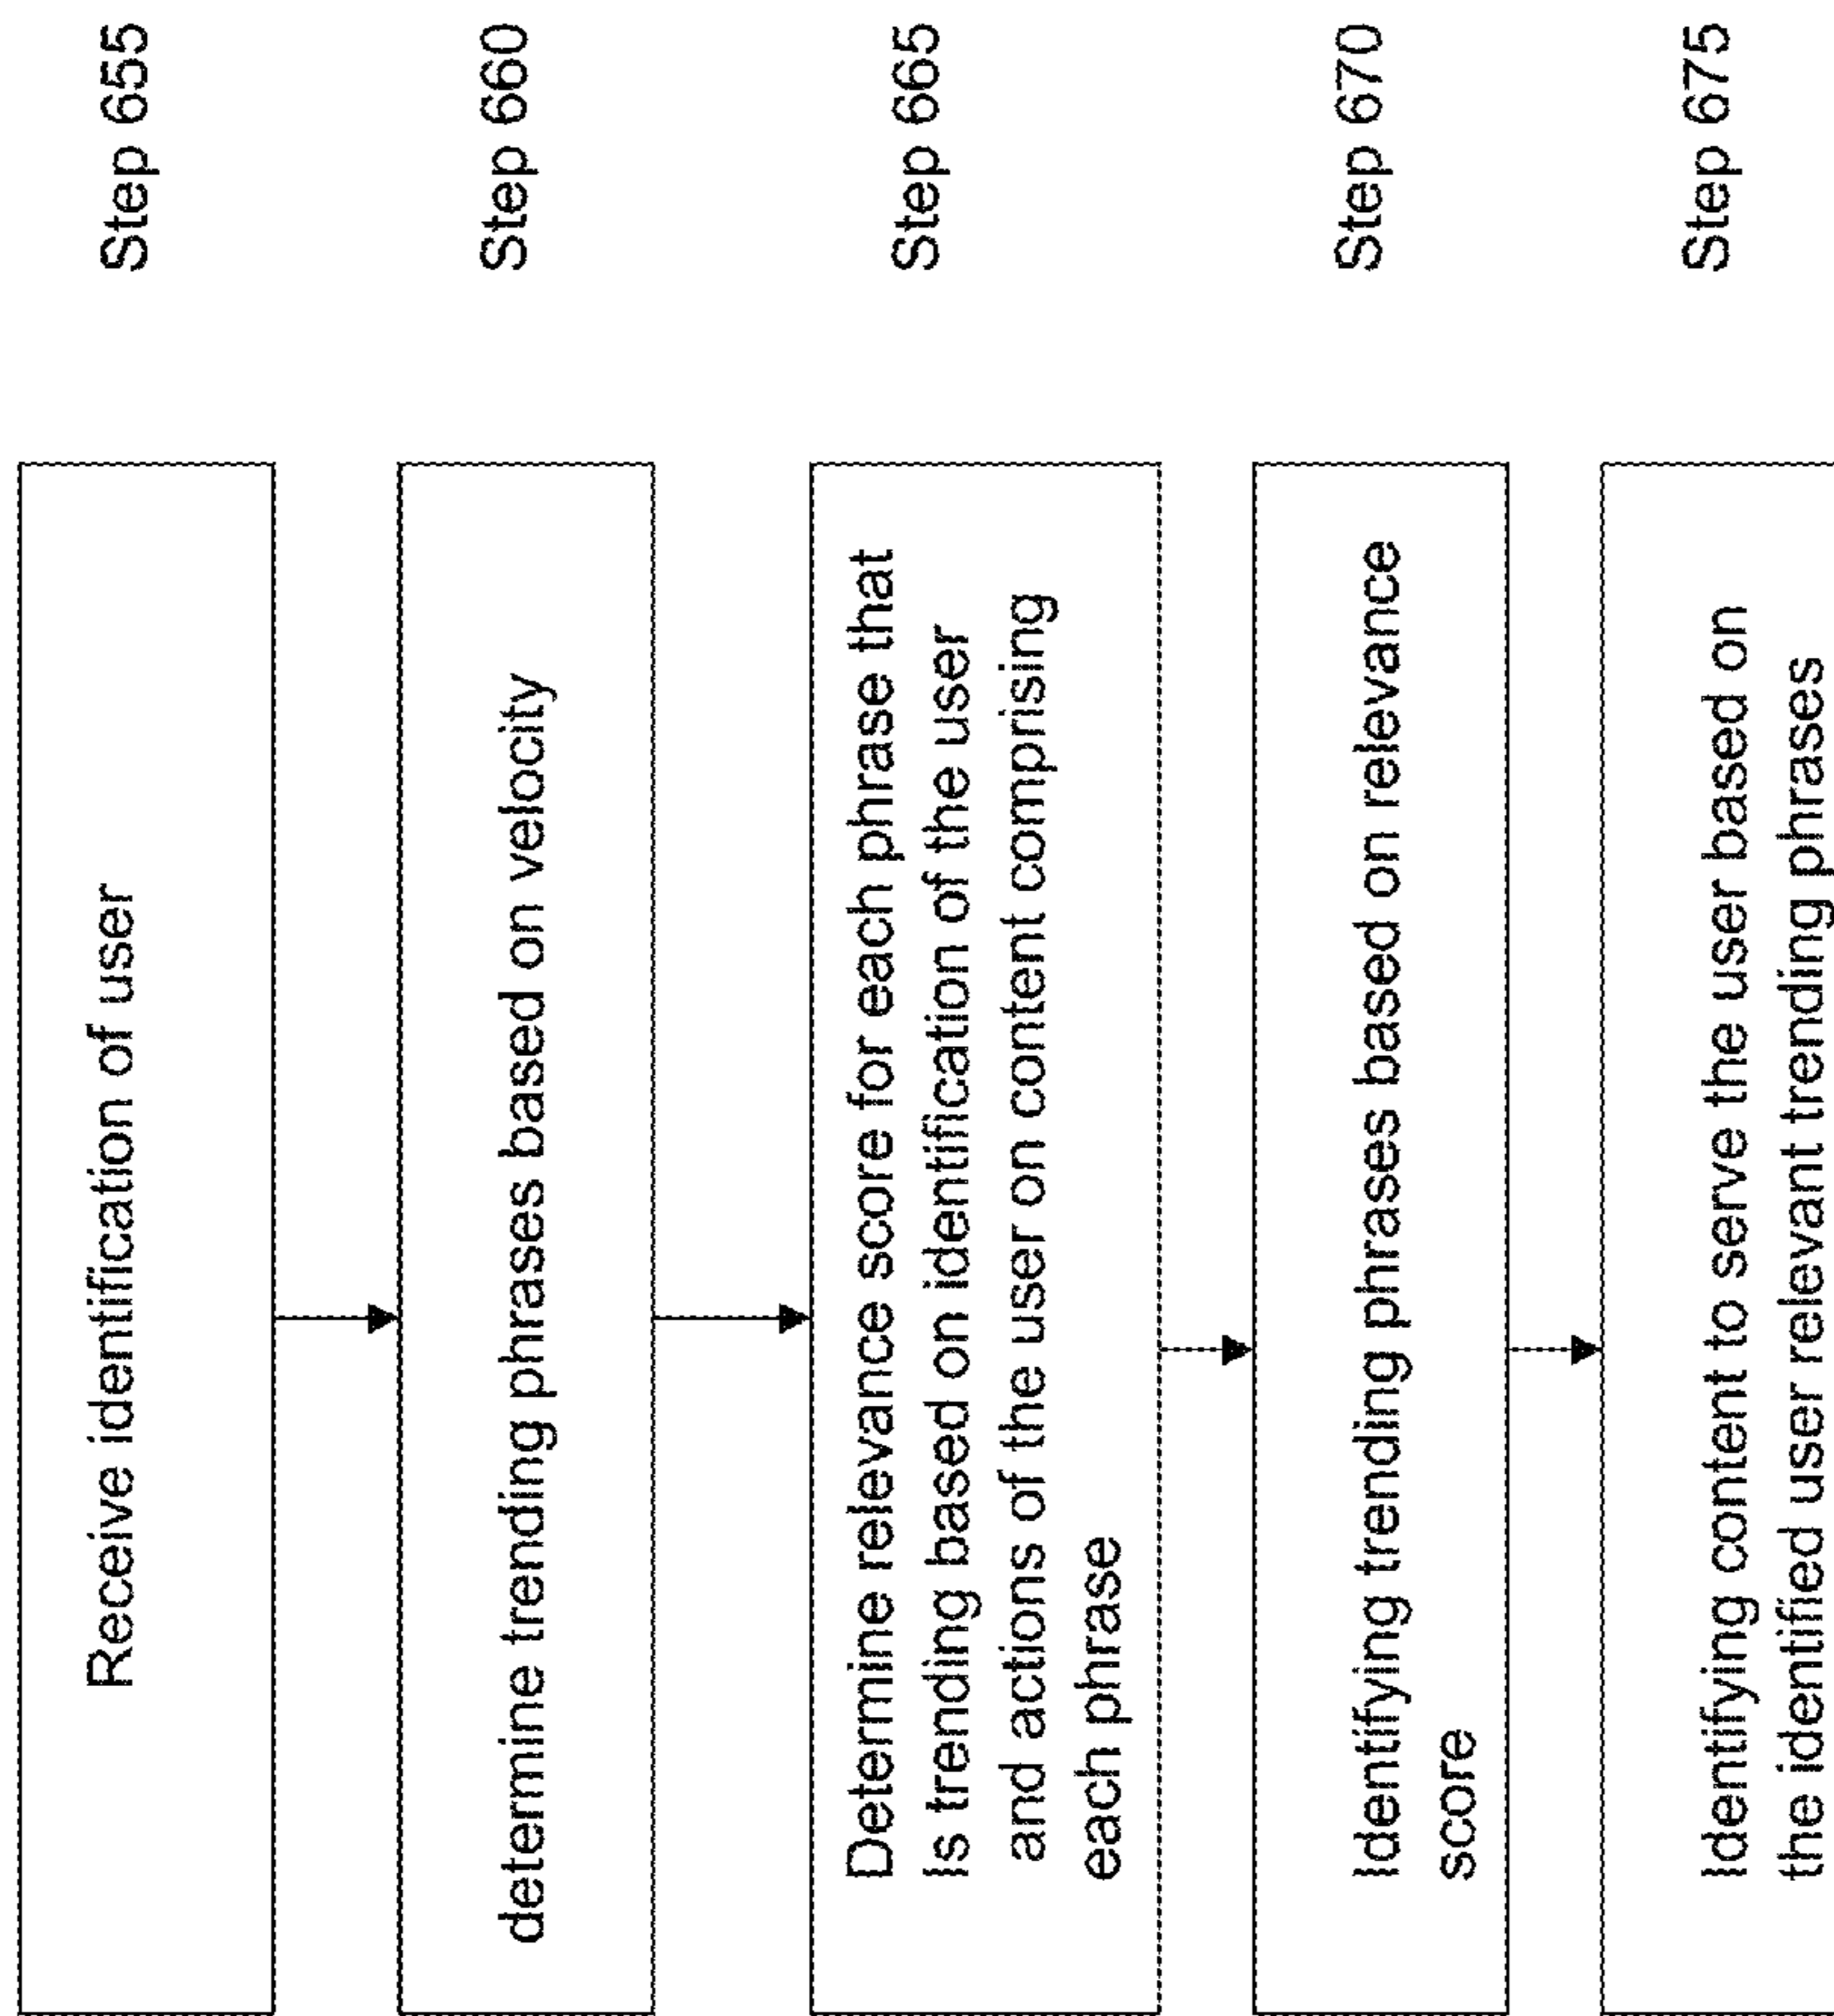 Receive identification of user
Step 655
determine trending phrases based on velocity
Step 660
Determine relevance score for each phrase that
is trending based on identification of the user
and actions of the user on content comprising
each phrase
Step 665
Identifying trending phrases based on relevance
score
Step 670
Identifying content to serve the user based on
the identified user relevant trending phrases
Step 675